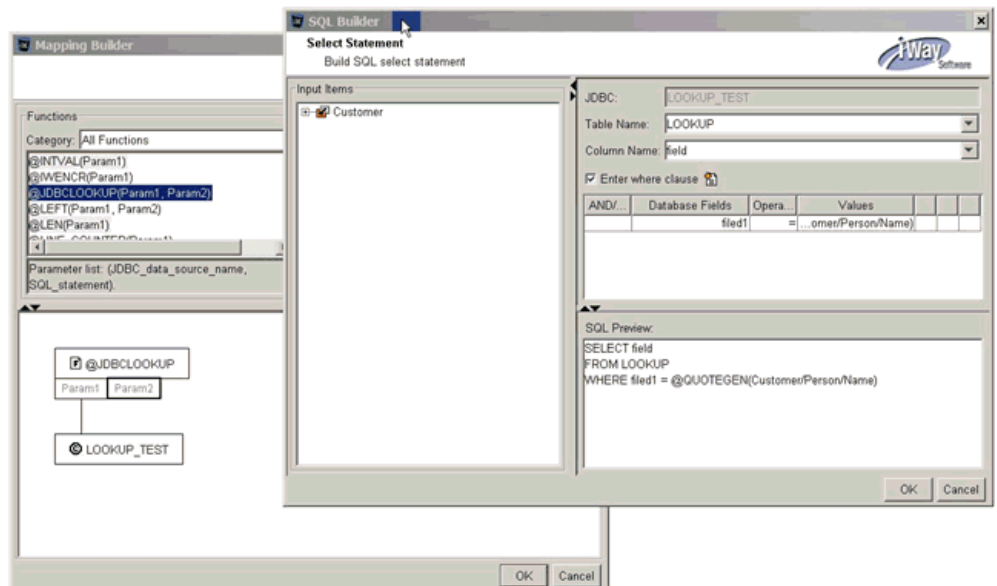 Mapping Builder
Functions
Category: All Functions
@INTVAL(Param1)
@IWENCR(Param1)
@JDBCLOOKUP(Param1, Param2)
@LEFT(Param1, Param2)
@LEN(Param1)
@LINE_COUNTER(Param1)
Parameter list: (JDBC_data_source_name,
SQL_statement).
@JDBCLOOKUP
Param1 Param2
LOOKUP_TEST
OK Cancel
SQL Builder
Select Statement
Build SQL select statement
iWay
Software
Input Items
Customer
JDBC: LOOKUP_TEST
Table Name: LOOKUP
Column Name: field
Enter where clause
AND/... Database Fields Opera... Values
filed1 = ...omer/Person/Name)
SQL Preview:
SELECT field
FROM LOOKUP
WHERE filed1 = @QUOTEGEN(Customer/Person/Name)
OK Cancel